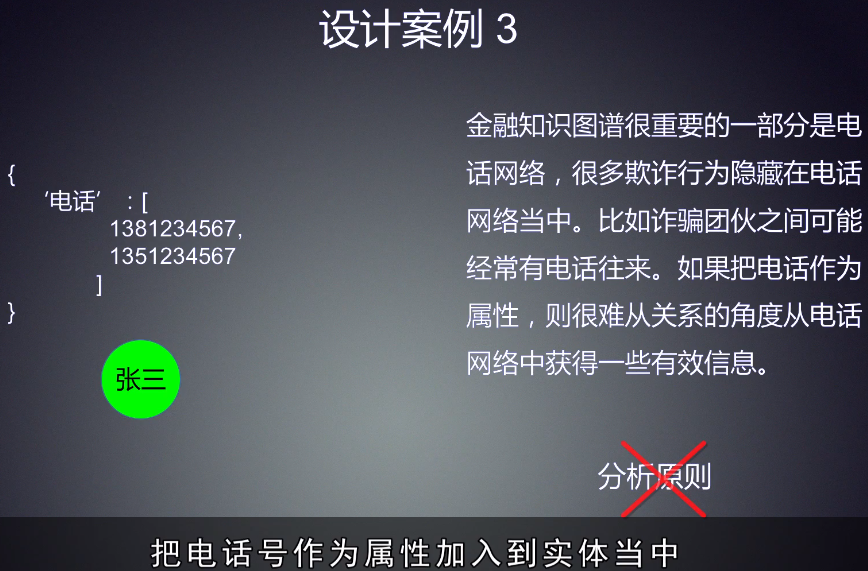 设计案例 3
{
‘电话’ : [
1381234567,
1351234567
]
}
张三
金融知识图谱很重要的一部分是电
话网络，很多欺诈行为隐藏在电话
网络当中。比如诈骗团伙之间可能
经常有电话往来。如果把电话作为
属性，则很难从关系的角度从电话
网络中获得一些有效信息。
分析原则
把电话号作为属性加入到实体当中